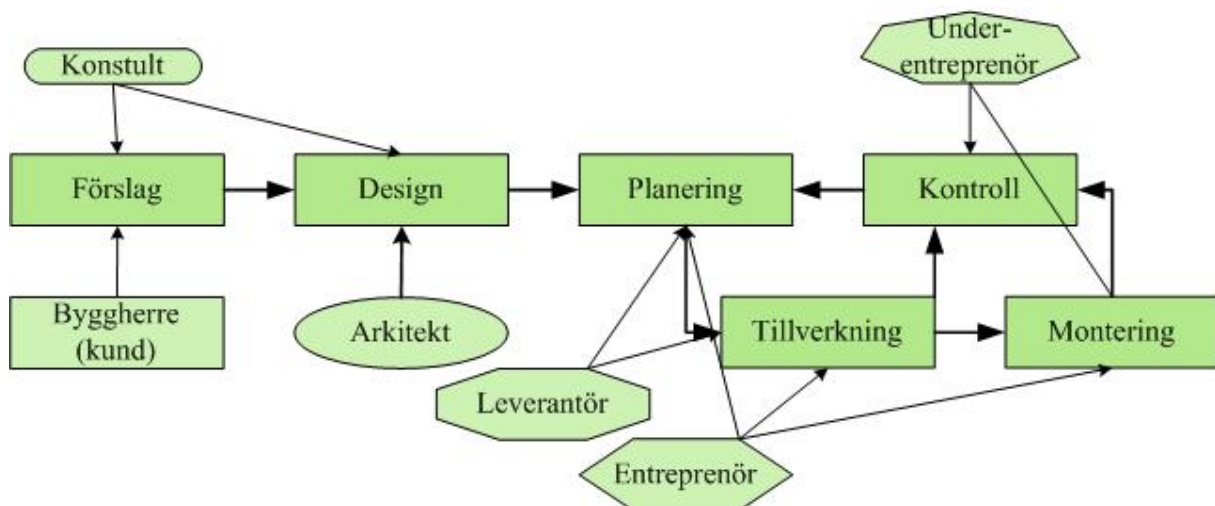 Konstult
Under-
entreprenör
Förslag
Design
Planering
Kontroll
Byggherre
(kund)
Arkitekt
Tillverkning
Montering
Leverantör
Entreprenör